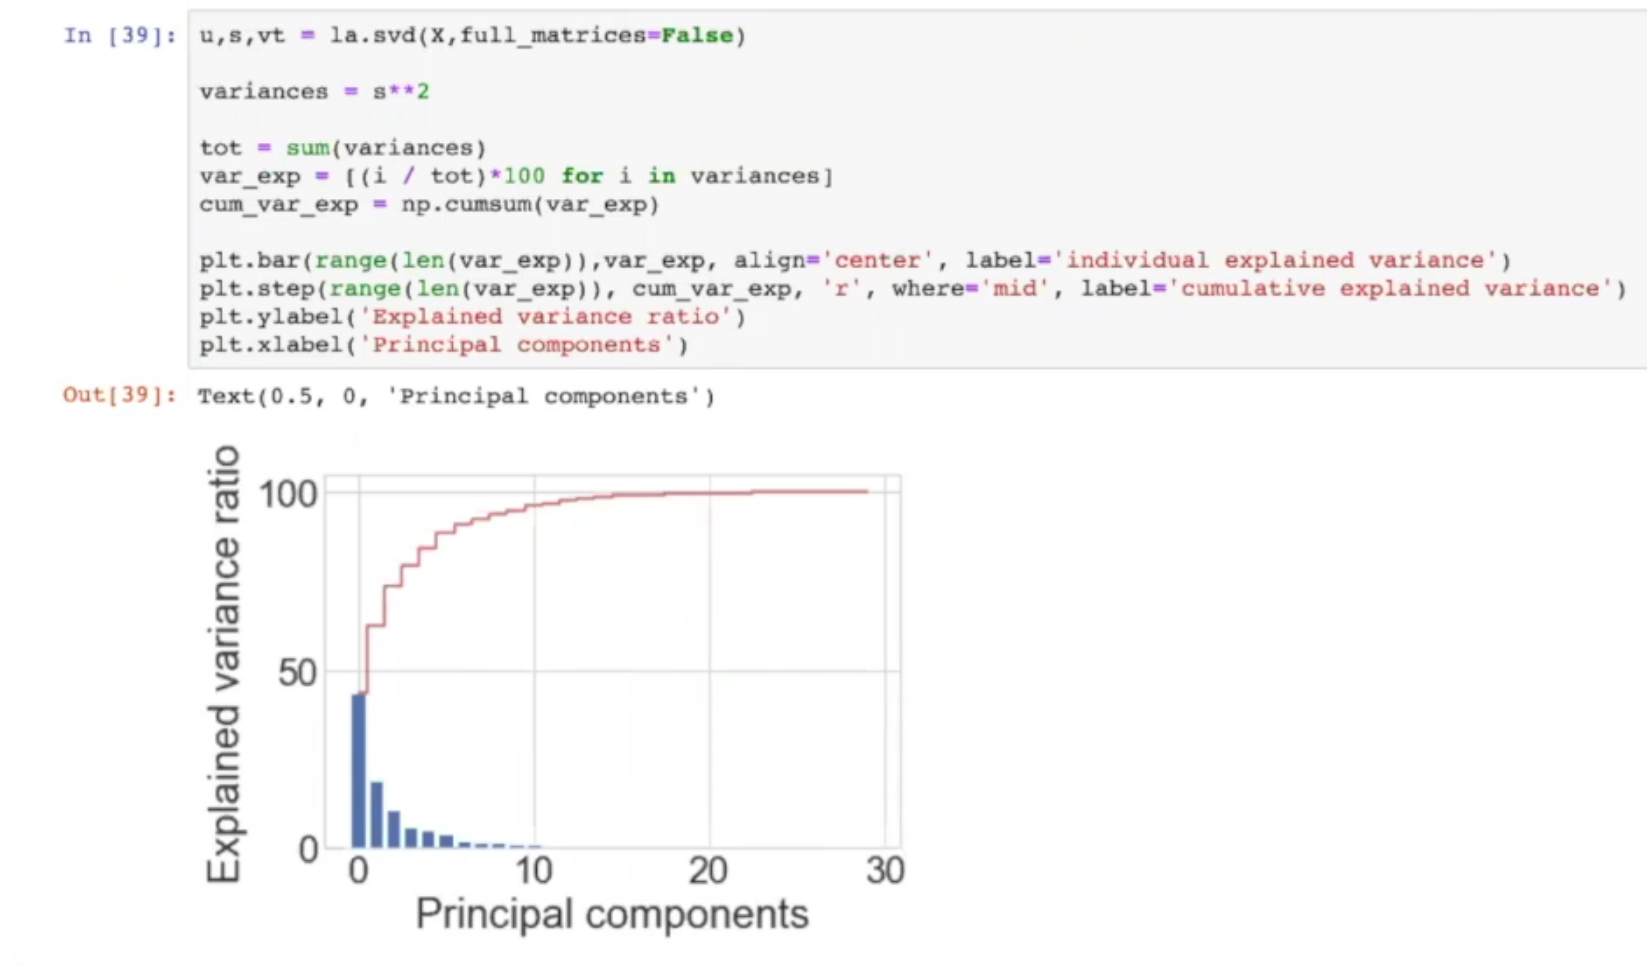 In [39]: u,s,vt = la.svd(X,full_matrices=False)
variances = s**2
tot = sum(variances)
var_exp = [(i / tot)*100 for i in variances]
cum_var_exp = np.cumsum(var_exp)
plt.bar(range(len(var_exp)),var_exp, align='center', label='individual explained variance')
plt.step(range(len(var_exp)), cum_var_exp, 'r', where='mid', label='cumulative explained variance')
plt.ylabel('Explained variance ratio')
plt.xlabel('Principal components')
Out[39]: Text(0.5, 0, 'Principal components')
Explained variance ratio
100
50
0
0 10 20 30
Principal components